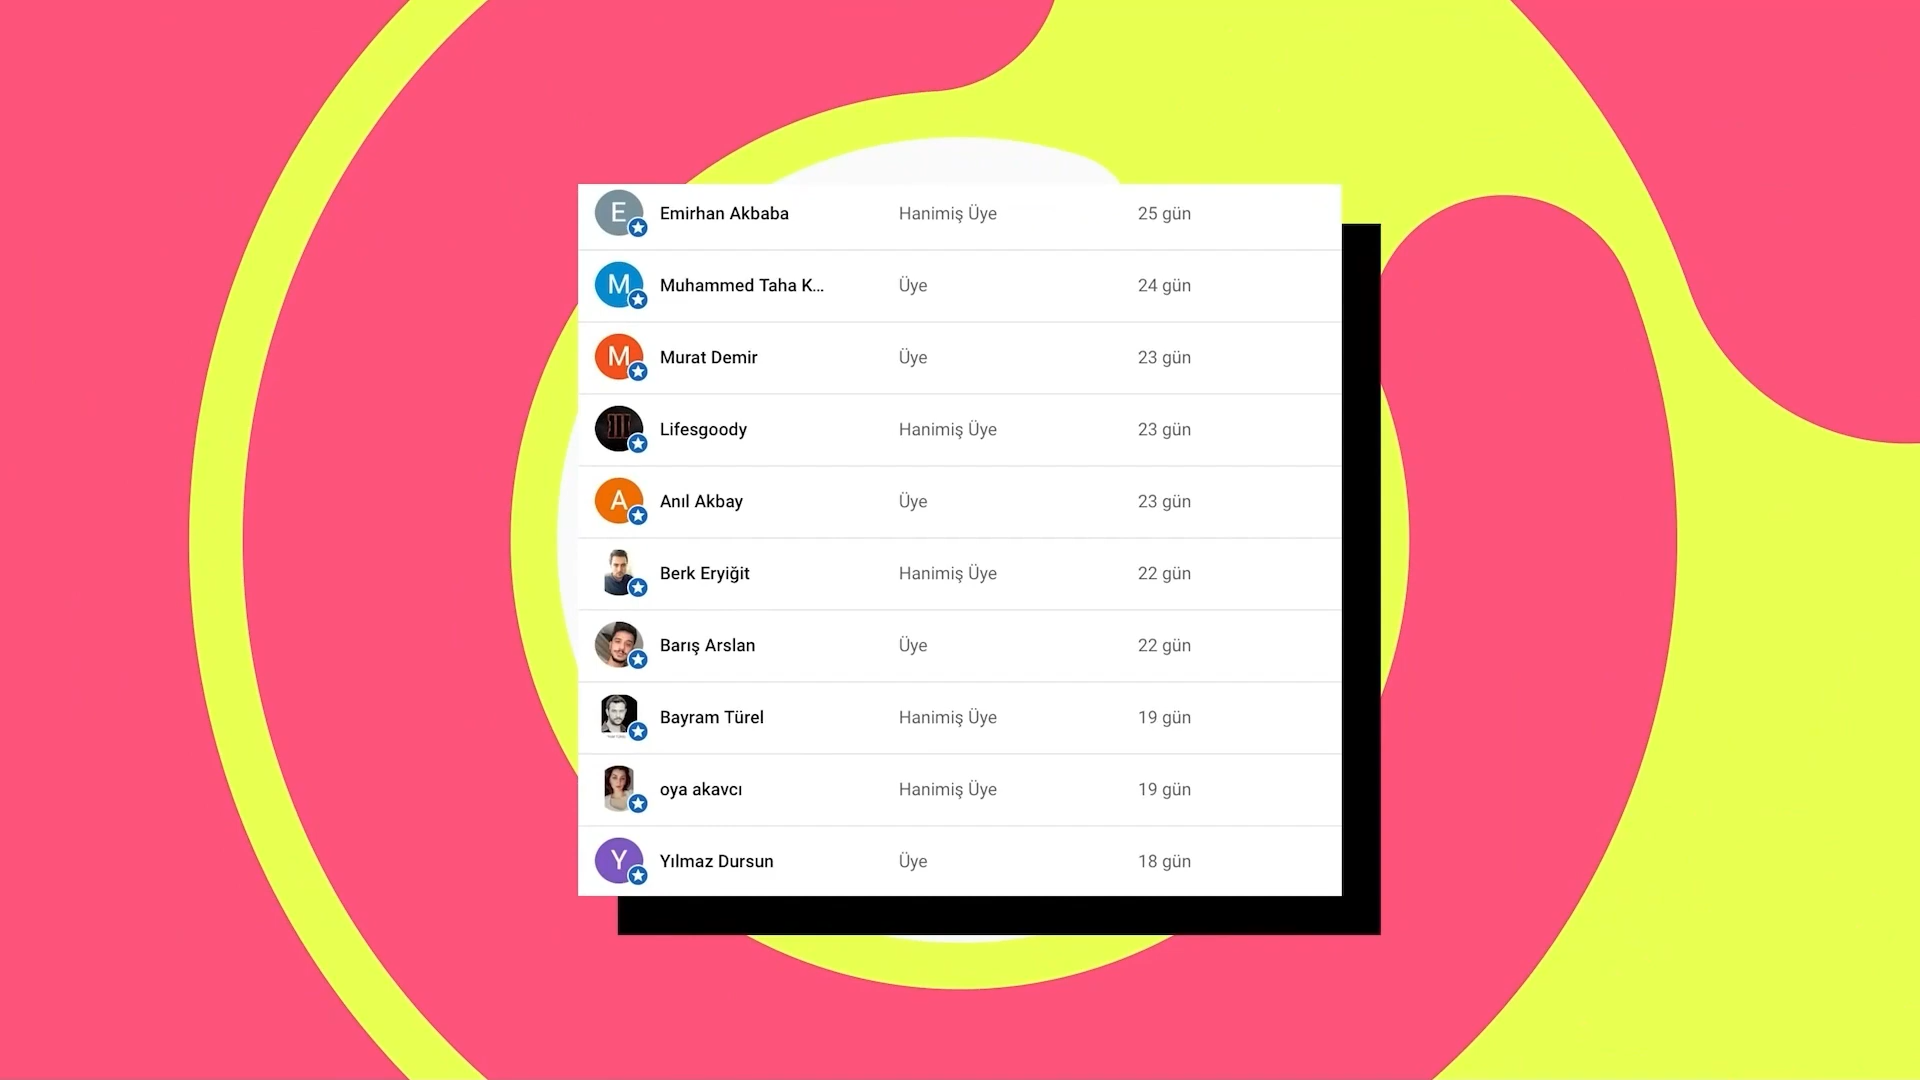 E Emirhan Akbaba Hanimiş Üye 25 gün
M Muhammed Taha K... Üye 24 gün
M Murat Demir Üye 23 gün
Lifesgoody Hanimiş Üye 23 gün
A Anıl Akbay Üye 23 gün
Berk Eryiğit Hanimiş Üye 22 gün
Barış Arslan Üye 22 gün
Bayram Türel Hanimiş Üye 19 gün
oya akavcı Hanimiş Üye 19 gün
Y Yılmaz Dursun Üye 18 gün